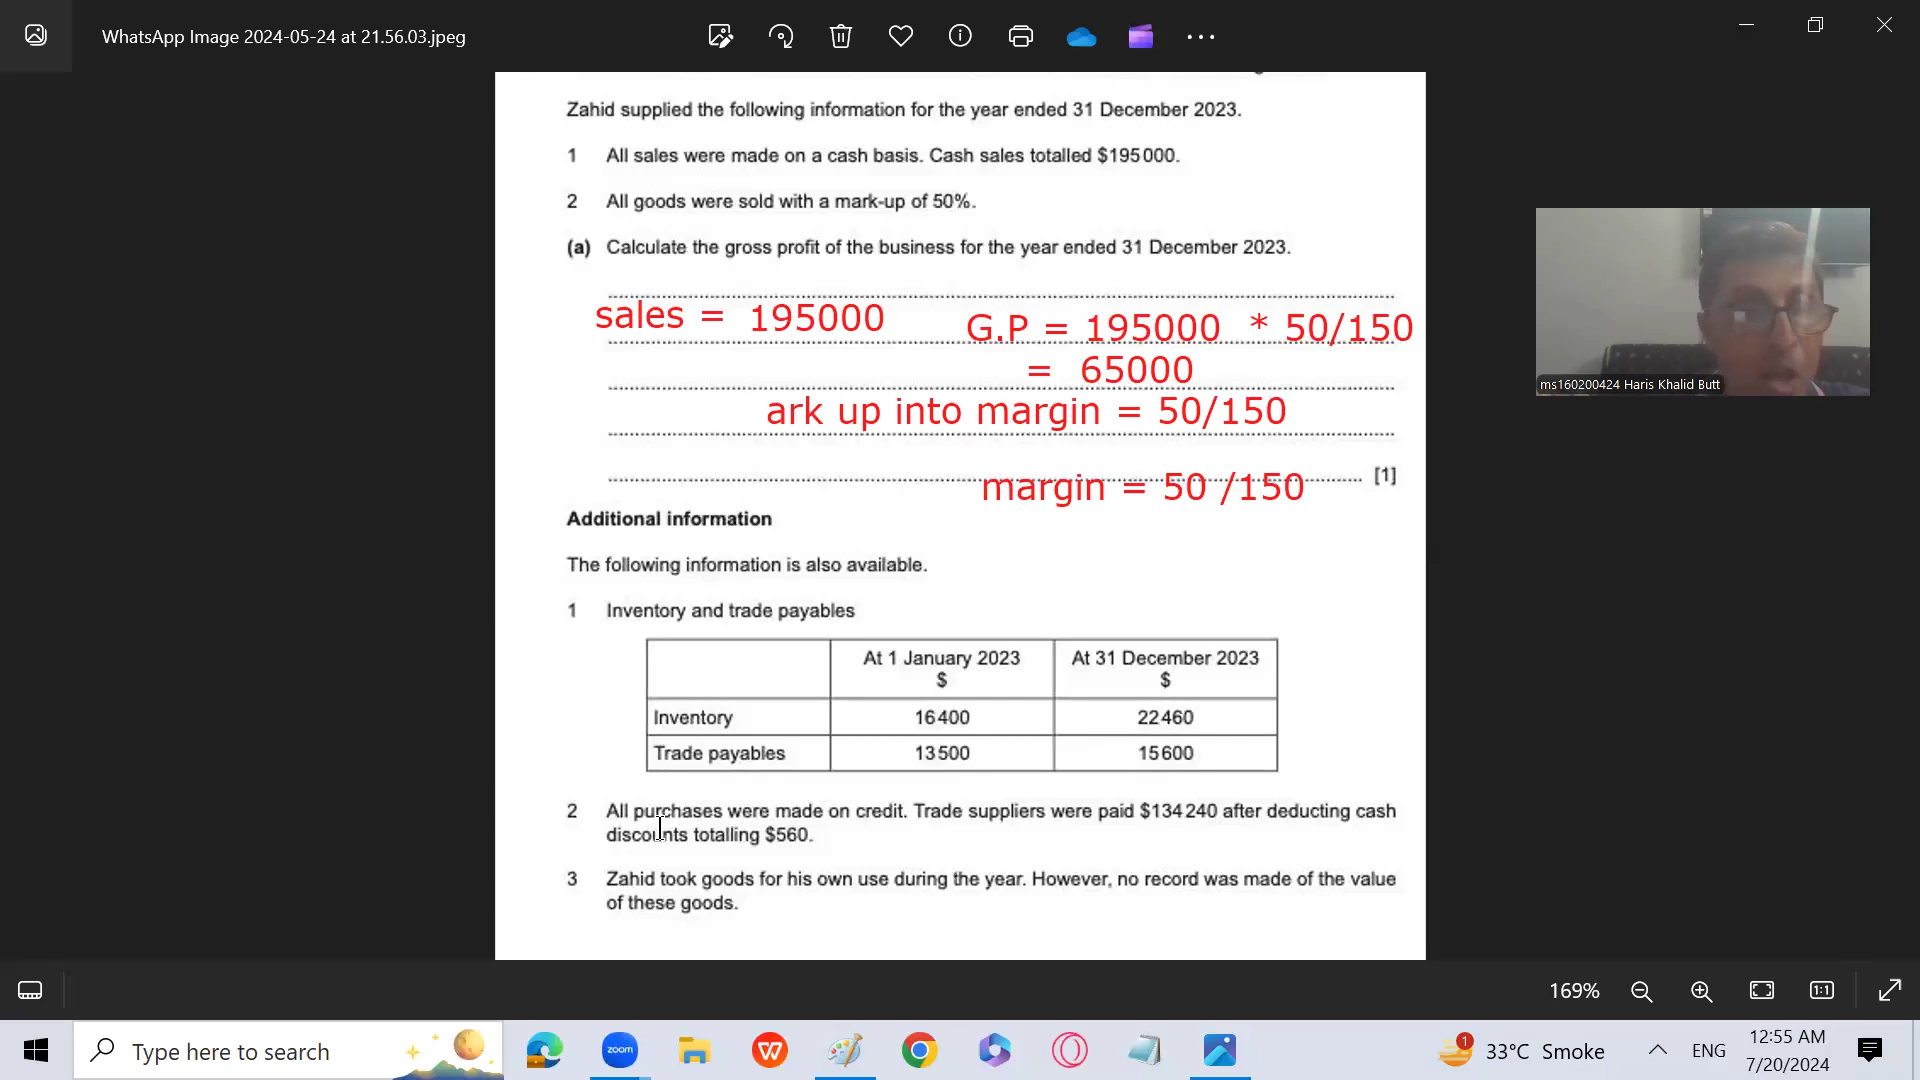 WhatsApp Image 2024-05-24 at 21.56.03.jpeg
Zahid supplied the following information for the year ended 31 December 2023.
1 All sales were made on a cash basis. Cash sales totalled $195000.
2 All goods were sold with a mark-up of 50%.
(a) Calculate the gross profit of the business for the year ended 31 December 2023.
sales = 195000
G.P = 195000 * 50/150
= 65000
ark up into margin = 50/150
[1]
margin = 50 /150
Additional information
The following information is also available.
1 Inventory and trade payables
At 1 January 2023 At 31 December 2023
$ $
Inventory 16400 22460
Trade payables 13500 15600
2 All purchases were made on credit. Trade suppliers were paid $134240 after deducting cash
discounts totalling $560.
3 Zahid took goods for his own use during the year. However, no record was made of the value
of these goods.
ms160200424 Haris Khalid Butt
169%
1:1
Type here to search
zoom
1
33°C Smoke
ENG
12:55 AM
7/20/2024